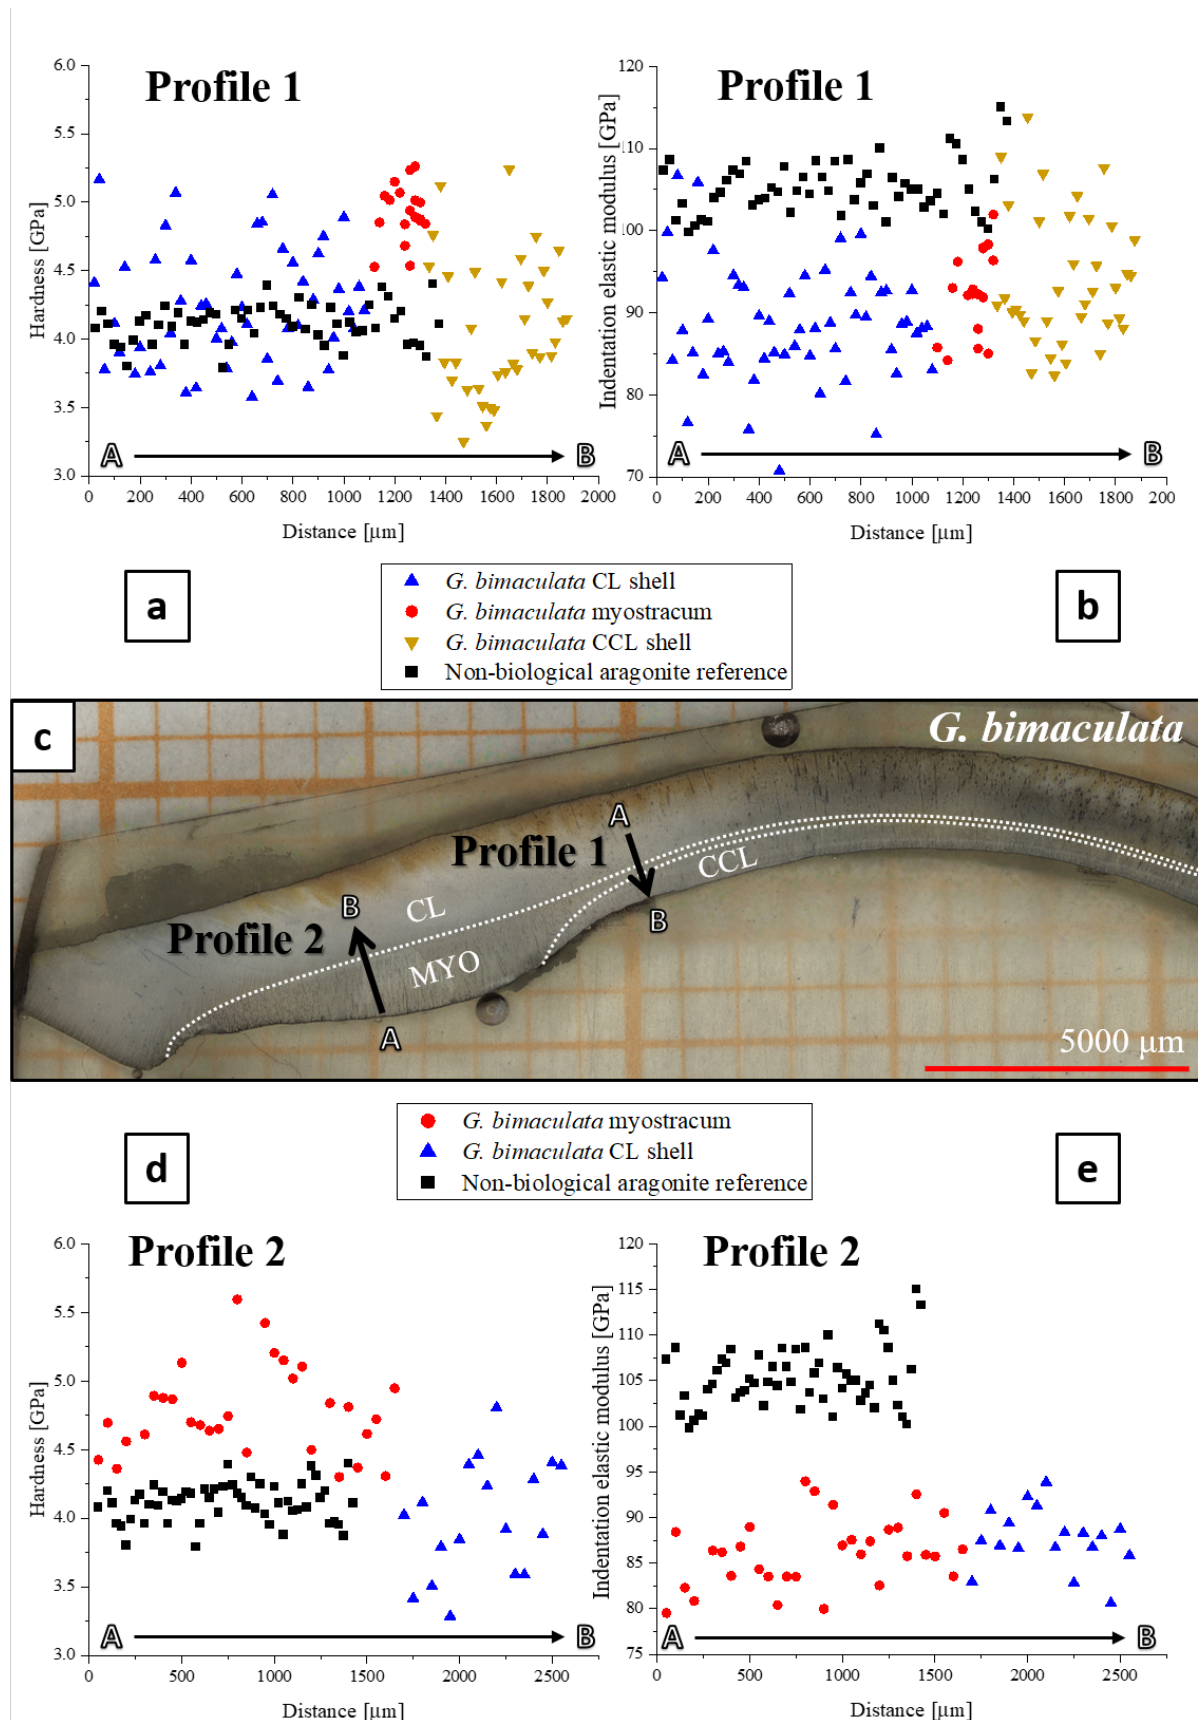 Profile 1
6.0
5.5
5.0
4.5
4.0
3.5
3.0
Hardness [GPa]
A
B
0 200 400 600 800 1000 1200 1400 1600 1800 2000
Distance [µm]
Profile 1
120
110
100
90
80
70
Indentation elastic modulus [GPa]
A
B
0 200 400 600 800 1000 1200 1400 1600 1800 200
Distance [µm]
a
G. bimaculata CL shell
G. bimaculata myostracum
G. bimaculata CCL shell
Non-biological aragonite reference
b
c
G. bimaculata
A
Profile 1
CCL
B
CL
B
Profile 2
MYO
A
5000 µm
d
G. bimaculata myostracum
G. bimaculata CL shell
Non-biological aragonite reference
e
Profile 2
6.0
5.5
5.0
4.5
4.0
3.5
3.0
Hardness [GPa]
A
B
0 500 1000 1500 2000 2500
Distance [µm]
Profile 2
120
115
110
105
100
95
90
85
80
75
Indentation elastic modulus [GPa]
A
B
0 500 1000 1500 2000 2500
Distance [µm]